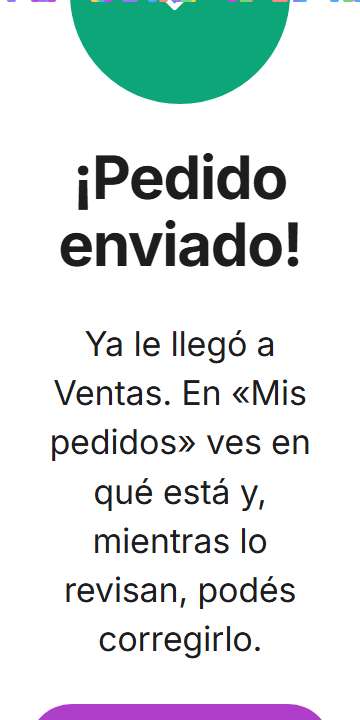 ¡Pedido
enviado!
Ya le llegó a
Ventas. En «Mis
pedidos» ves en
qué está y,
mientras lo
revisan, podés
corregirlo.